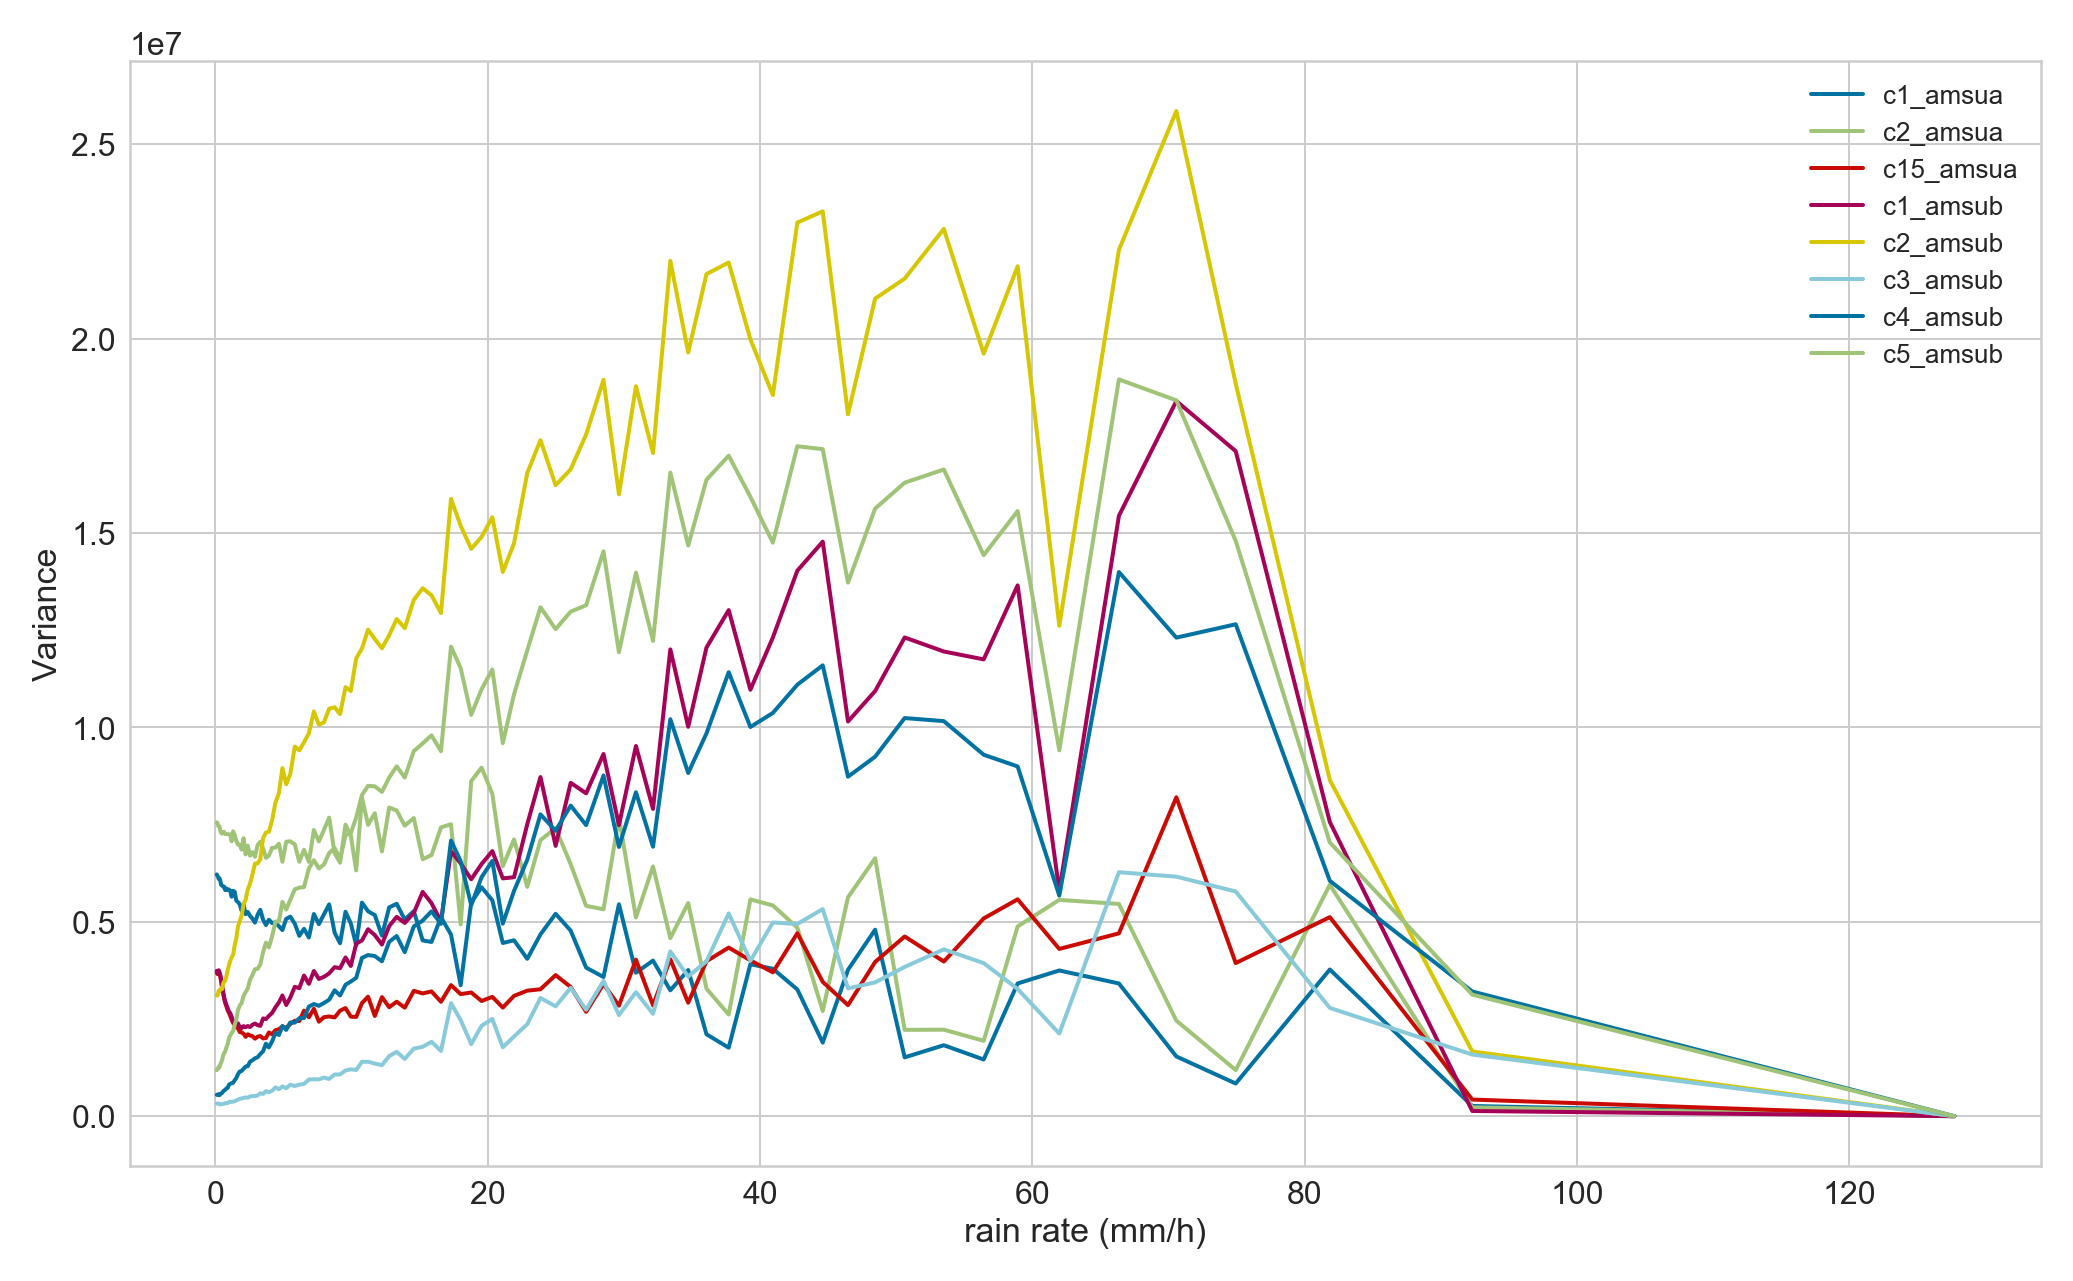 1e7
2.5
2.0
1.5
1.0
0.5
0.0
Variance
0 20 40 60 80 100 120
rain rate (mm/h)
c1_amsua
c2_amsua
c15_amsua
c1_amsub
c2_amsub
c3_amsub
c4_amsub
c5_amsub